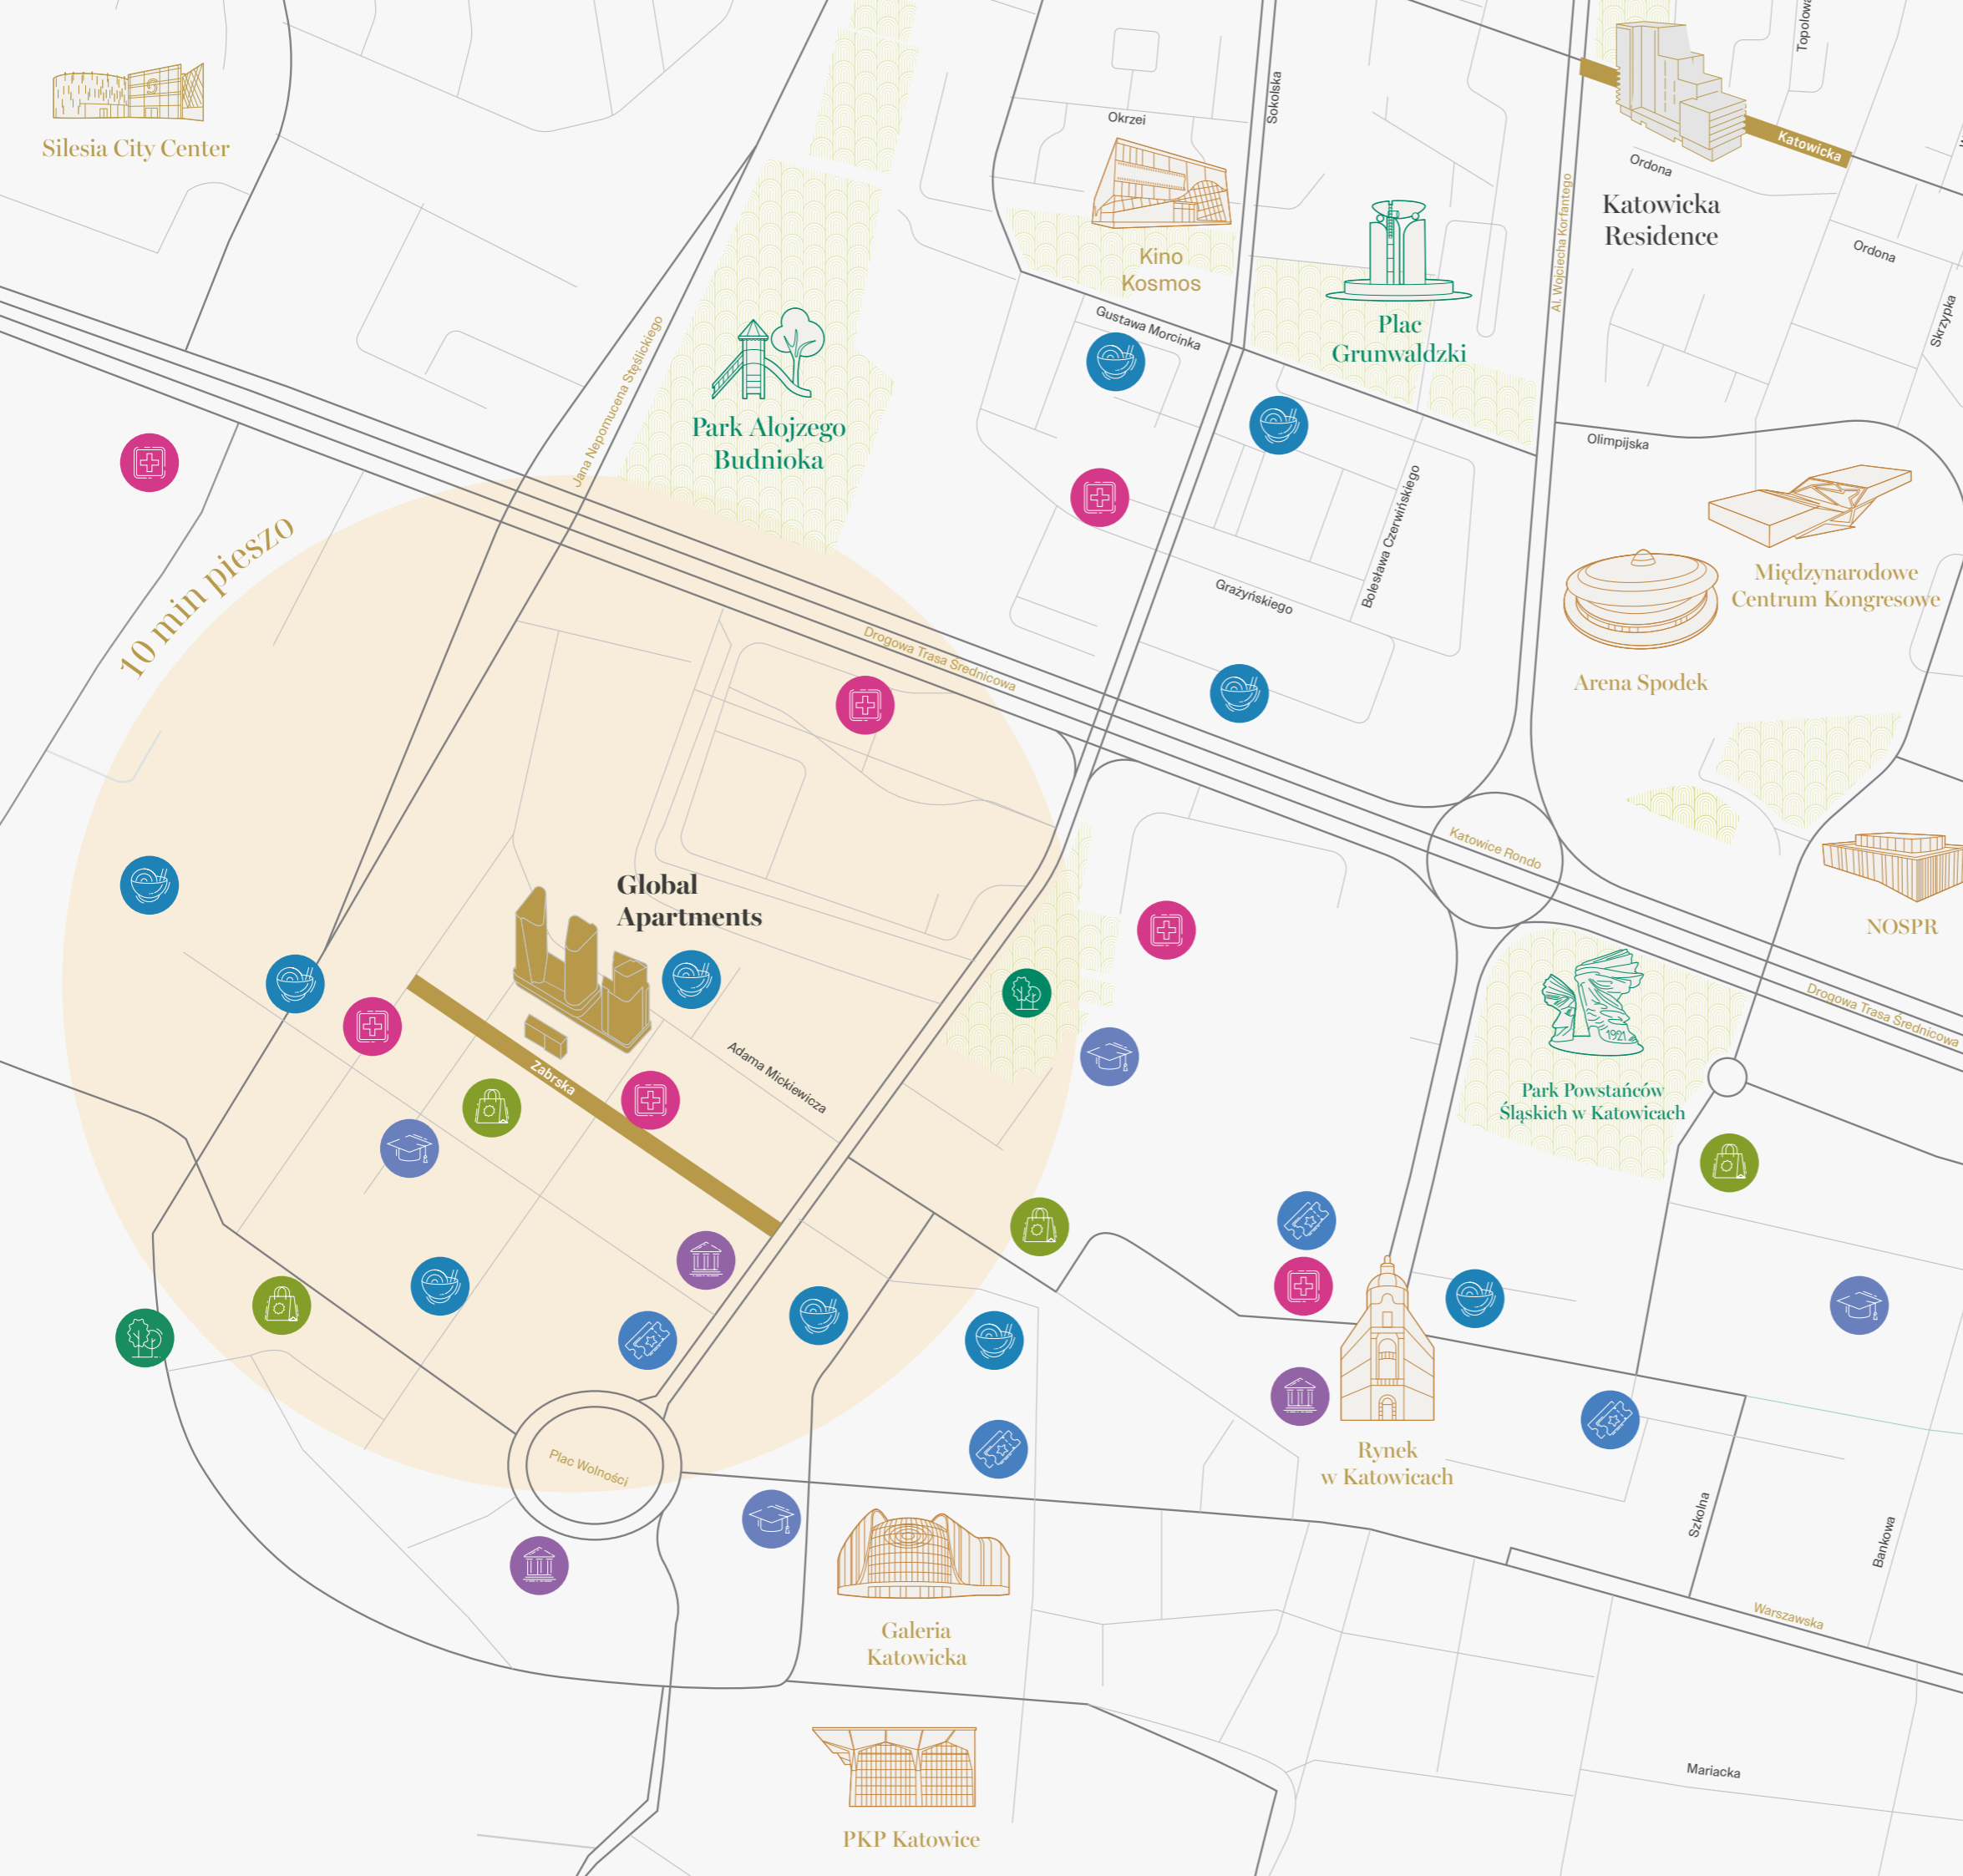 Topolowa
Silesia City Center
Okrzei
Sokolska
Katowicka
Ordona
Katowicka
Residence
Ordona
Al. Wojciecha Korfantego
Kino
Kosmos
Skrzypka
Gustawa Morcinka
Plac
Grunwaldzki
Jana Nepomucena Stęślickiego
Park Alojzego
Budnioka
Olimpijska
Bolesława Czerwińskiego
10 min pieszo
Międzynarodowe
Centrum Kongresowe
Grażyńskiego
Drogowa Trasa Średnicowa
Arena Spodek
Katowice Rondo
Global
Apartments
NOSPR
Drogowa Trasa Średnicowa
1921
Adama Mickiewicza
Zabrska
Park Powstańców
Śląskich w Katowicach
Plac Wolności
Rynek
w Katowicach
Szkolna
Bankowa
Galeria
Katowicka
Warszawska
Mariacka
PKP Katowice